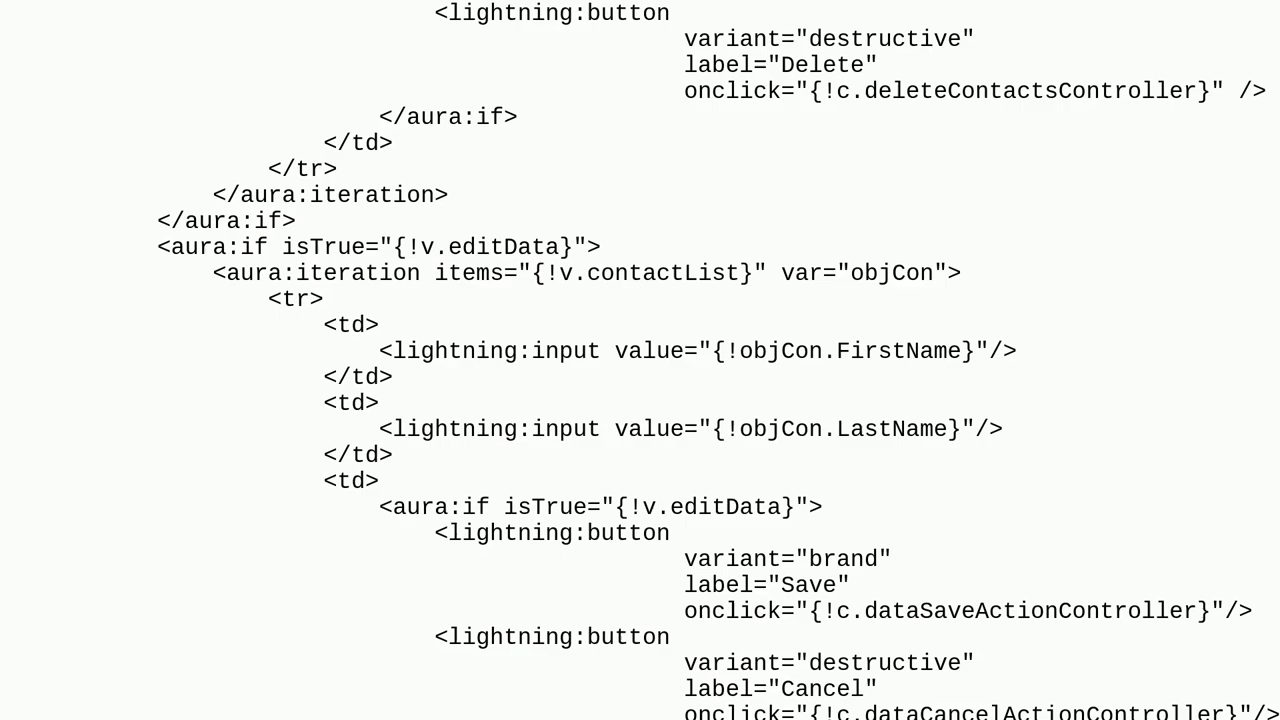 <lightning:button
variant="destructive"
label="Delete"
onclick="{!c.deleteContactsController}" />
</aura:if>
</td>
</tr>
</aura:iteration>
</aura:if>
<aura:if isTrue="{!v.editData}">
<aura:iteration items="{!v.contactList}" var="objCon">
<tr>
<td>
<lightning:input value="{!objCon.FirstName}"/>
</td>
<td>
<lightning:input value="{!objCon.LastName}"/>
</td>
<td>
<aura:if isTrue="{!v.editData}">
<lightning:button
variant="brand"
label="Save"
onclick="{!c.dataSaveActionController}"/>
<lightning:button
variant="destructive"
label="Cancel"
onclick="{!c.dataCancelActionController}"/>